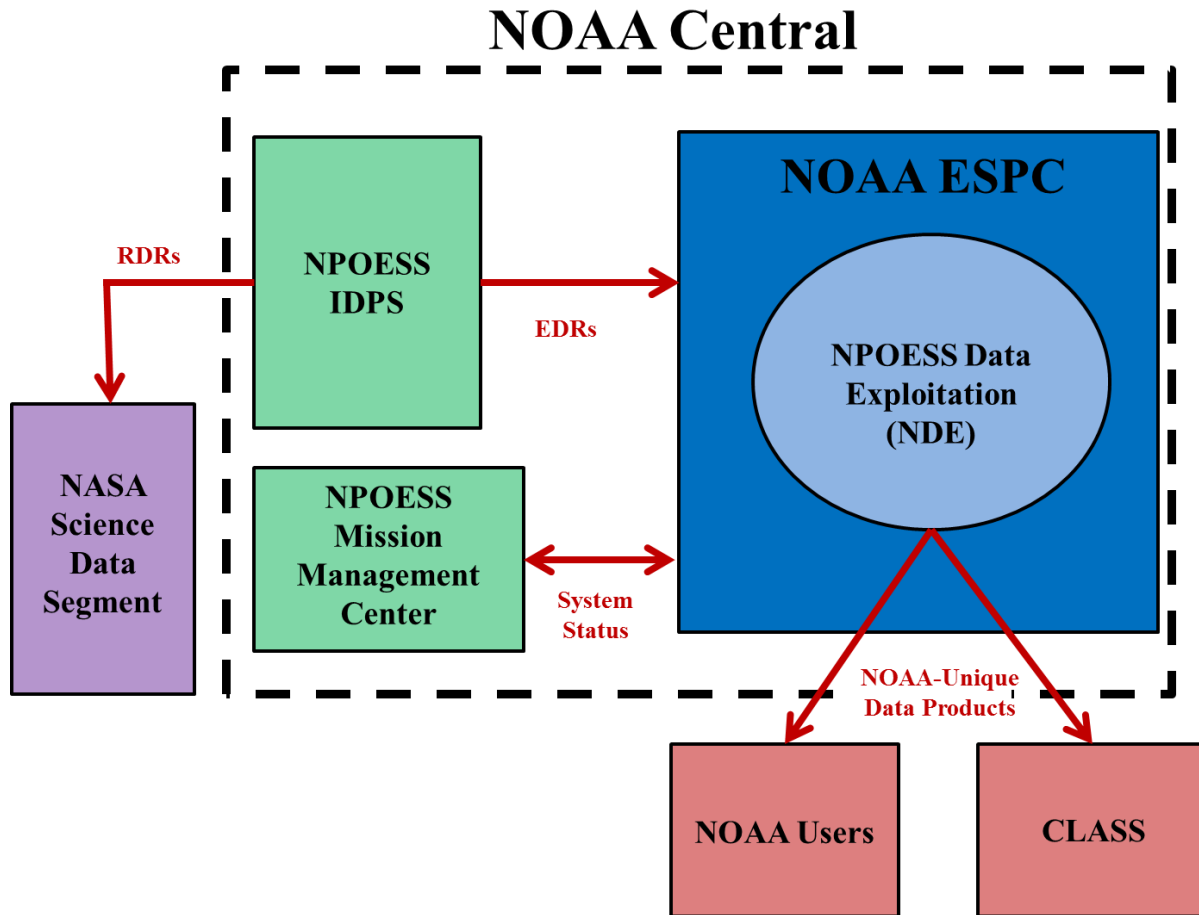 NOAA Central
NOAA ESPC
RDRs
NPOESS
IDPS
EDRs
NPOESS Data
Exploitation
(NDE)
NASA
Science
Data
Segment
NPOESS
Mission
Management
Center
System
Status
NOAA-Unique
Data Products
NOAA Users
CLASS